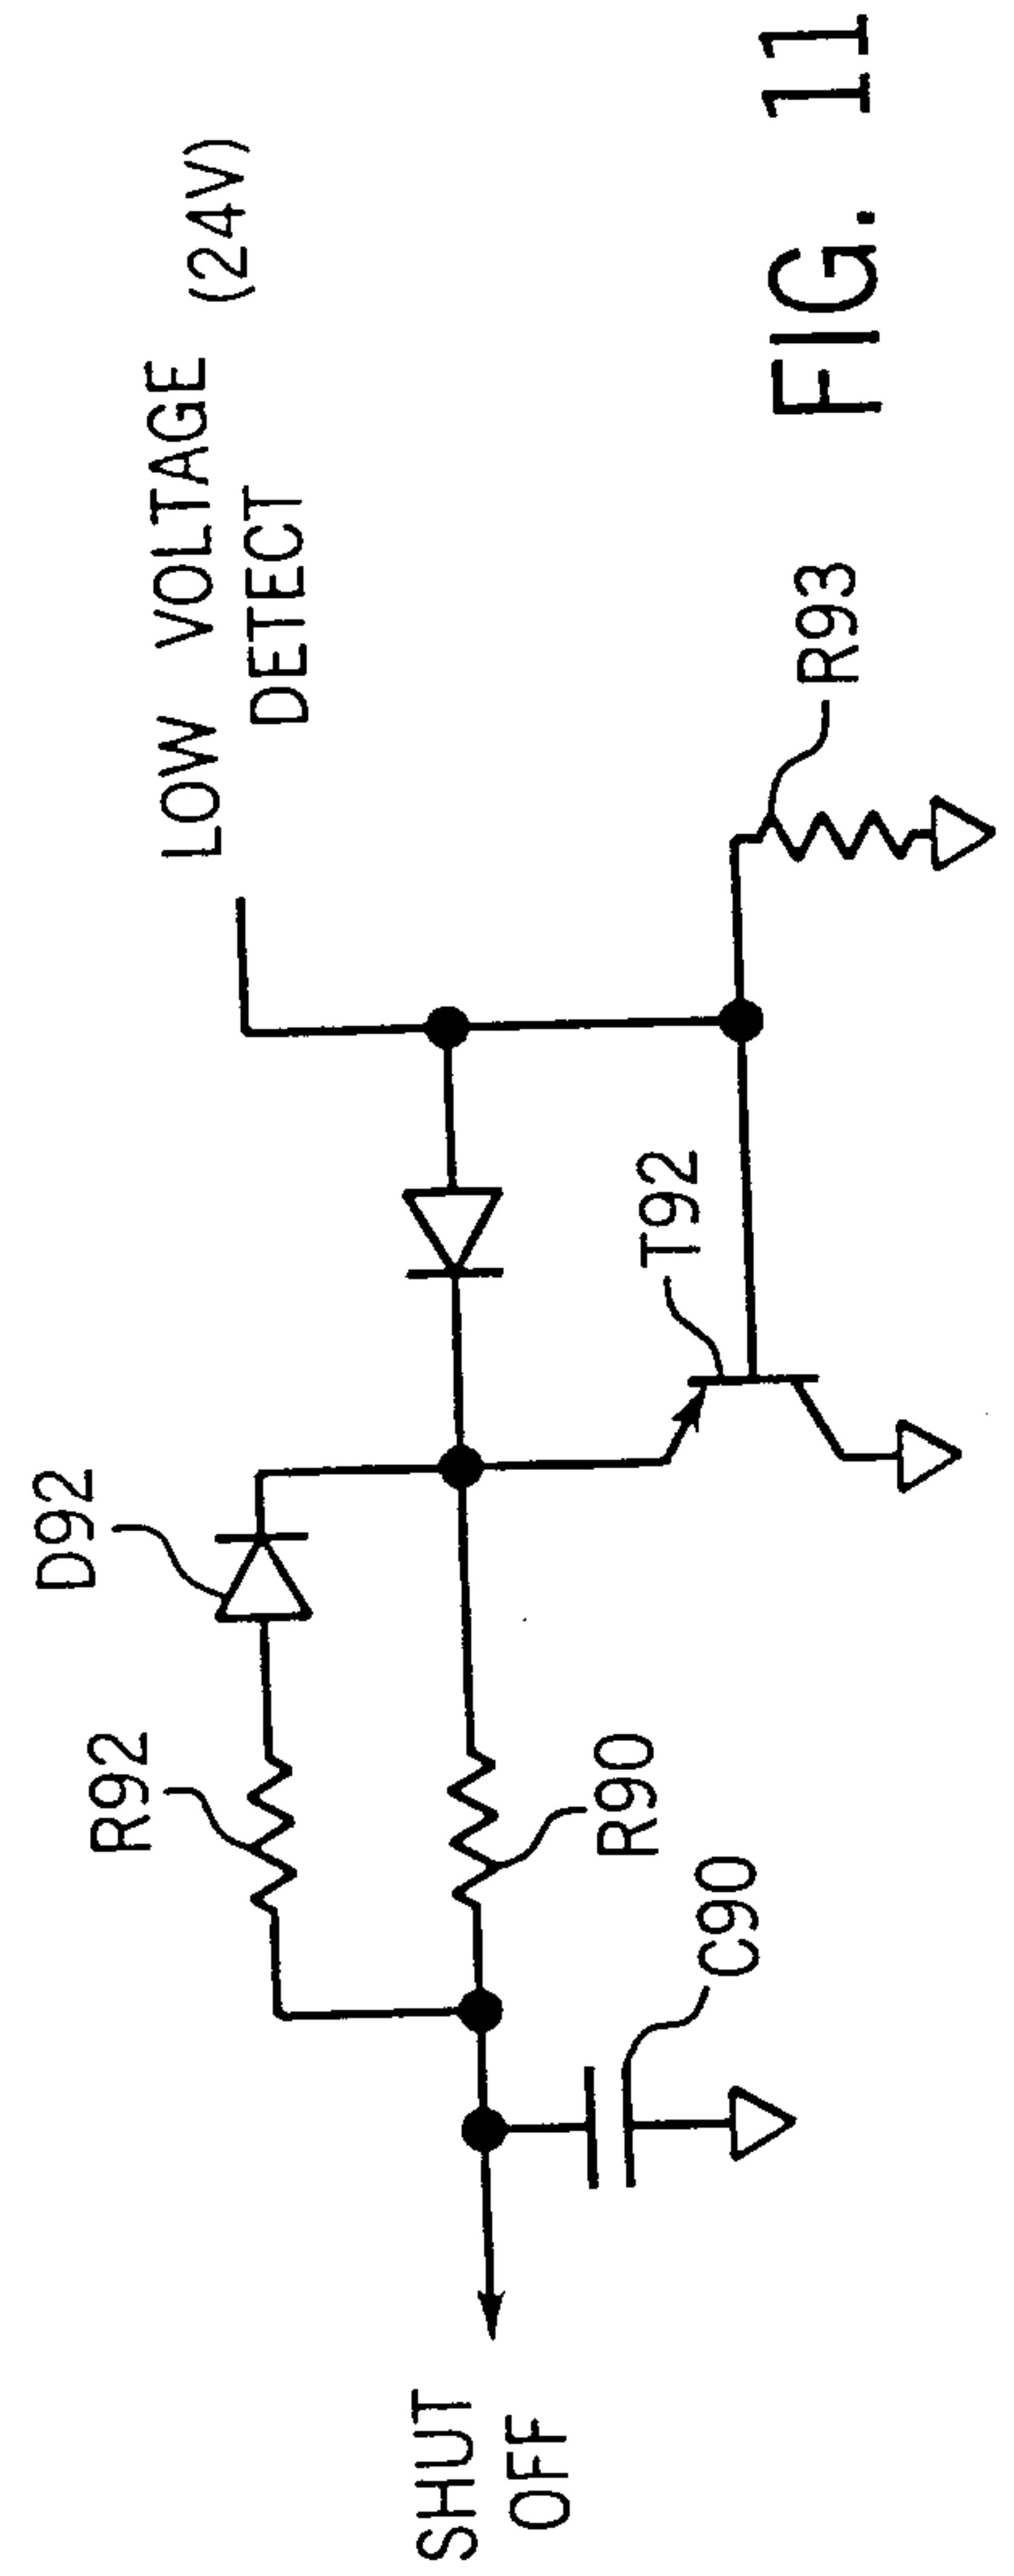 LOW VOLTAGE (24V)
DETECT
D92
R92
R90
C90
SHUT
OFF
T92
R93
FIG. 11